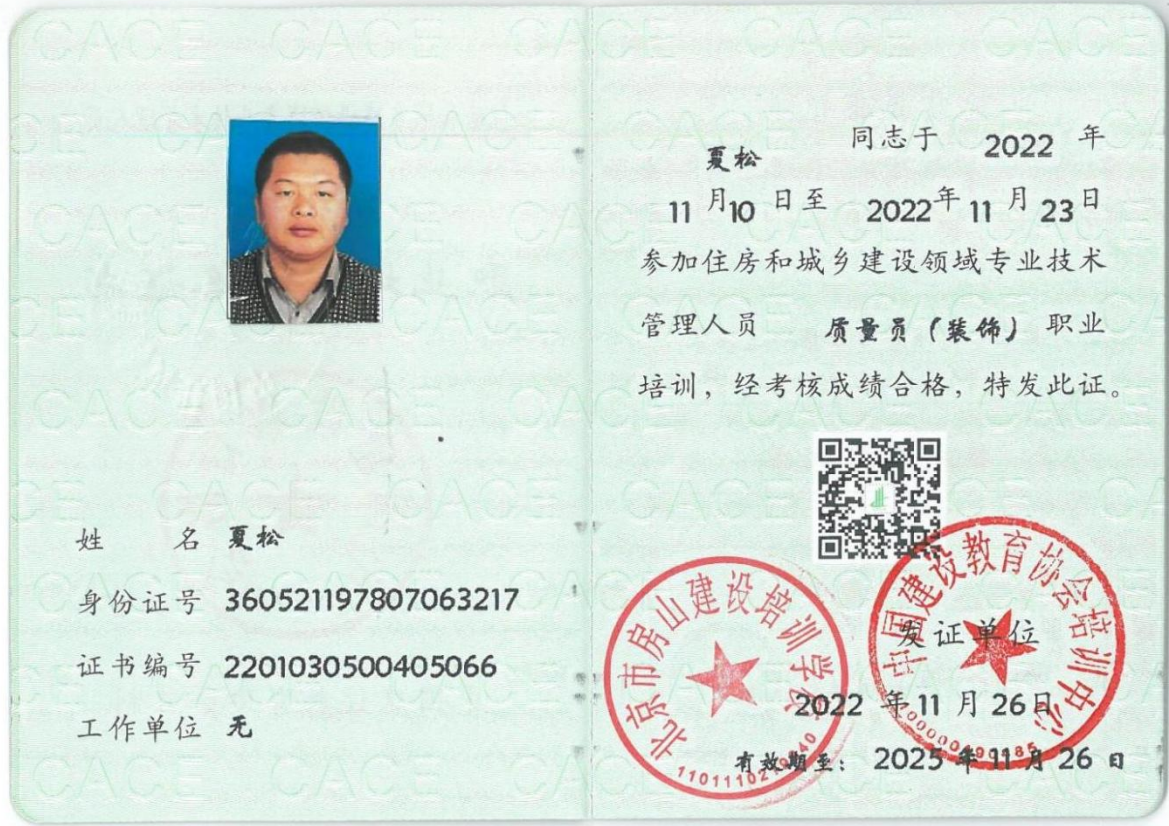 姓 名 夏松
身份证号 360521197807063217
证书编号 2201030500405066
工作单位 无
夏松 同志于 2022 年
11 月 10 日至 2022 年 11 月 23 日
参加住房和城乡建设领域专业技术
管理人员 质量员（装饰） 职业
培训，经考核成绩合格，特发此证。
北京市房山建设培训学校
中国建设教育协会培训中心
发证单位
2022 年 11 月 26 日
有效期至： 2025 年 11 月 26 日
CACE